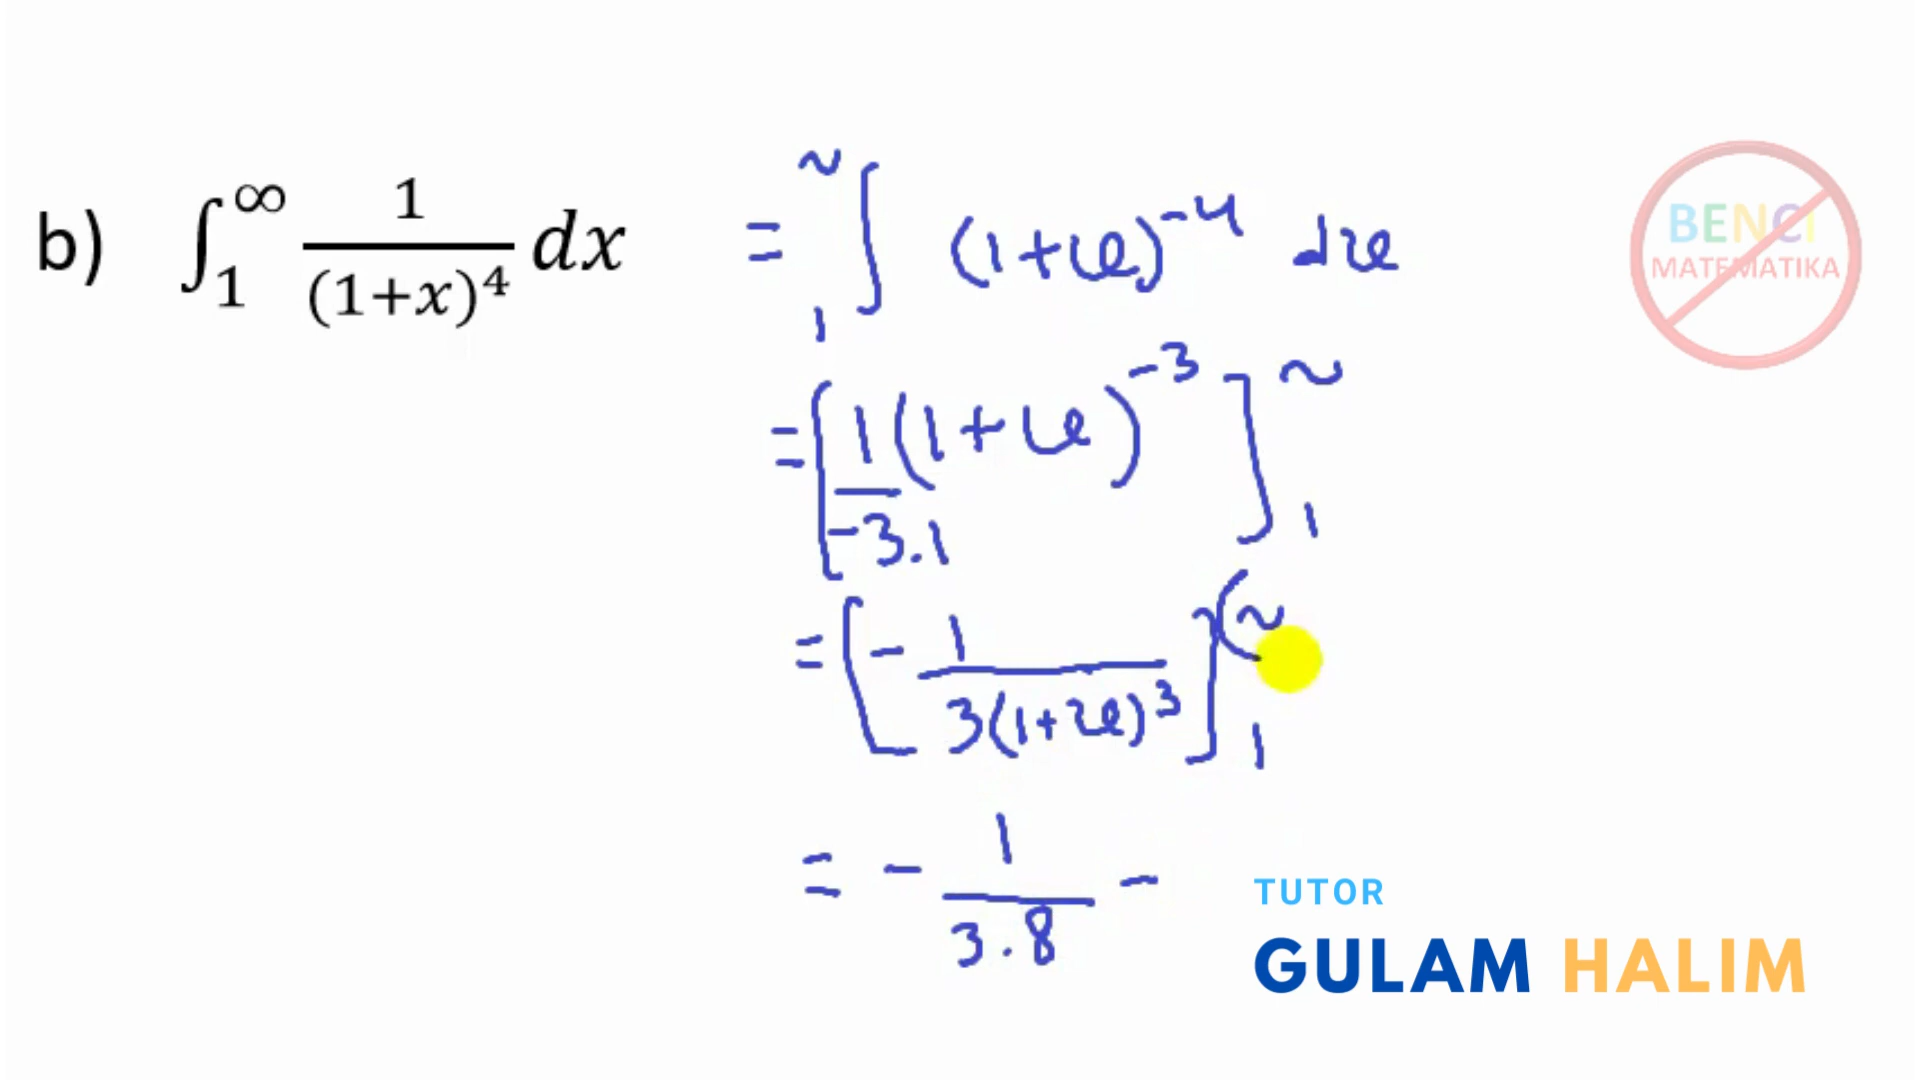 b) ∫₁^∞ 1/(1+x)⁴ dx = ₁^~∫ (1+x)⁻⁴ dx
BENCI
MATEMATIKA
= [1/-3.1 (1+x)⁻³]₁^~
= [- 1/3(1+x)³]₁^~ (~
= - 1/3.8 -
TUTOR
GULAM HALIM